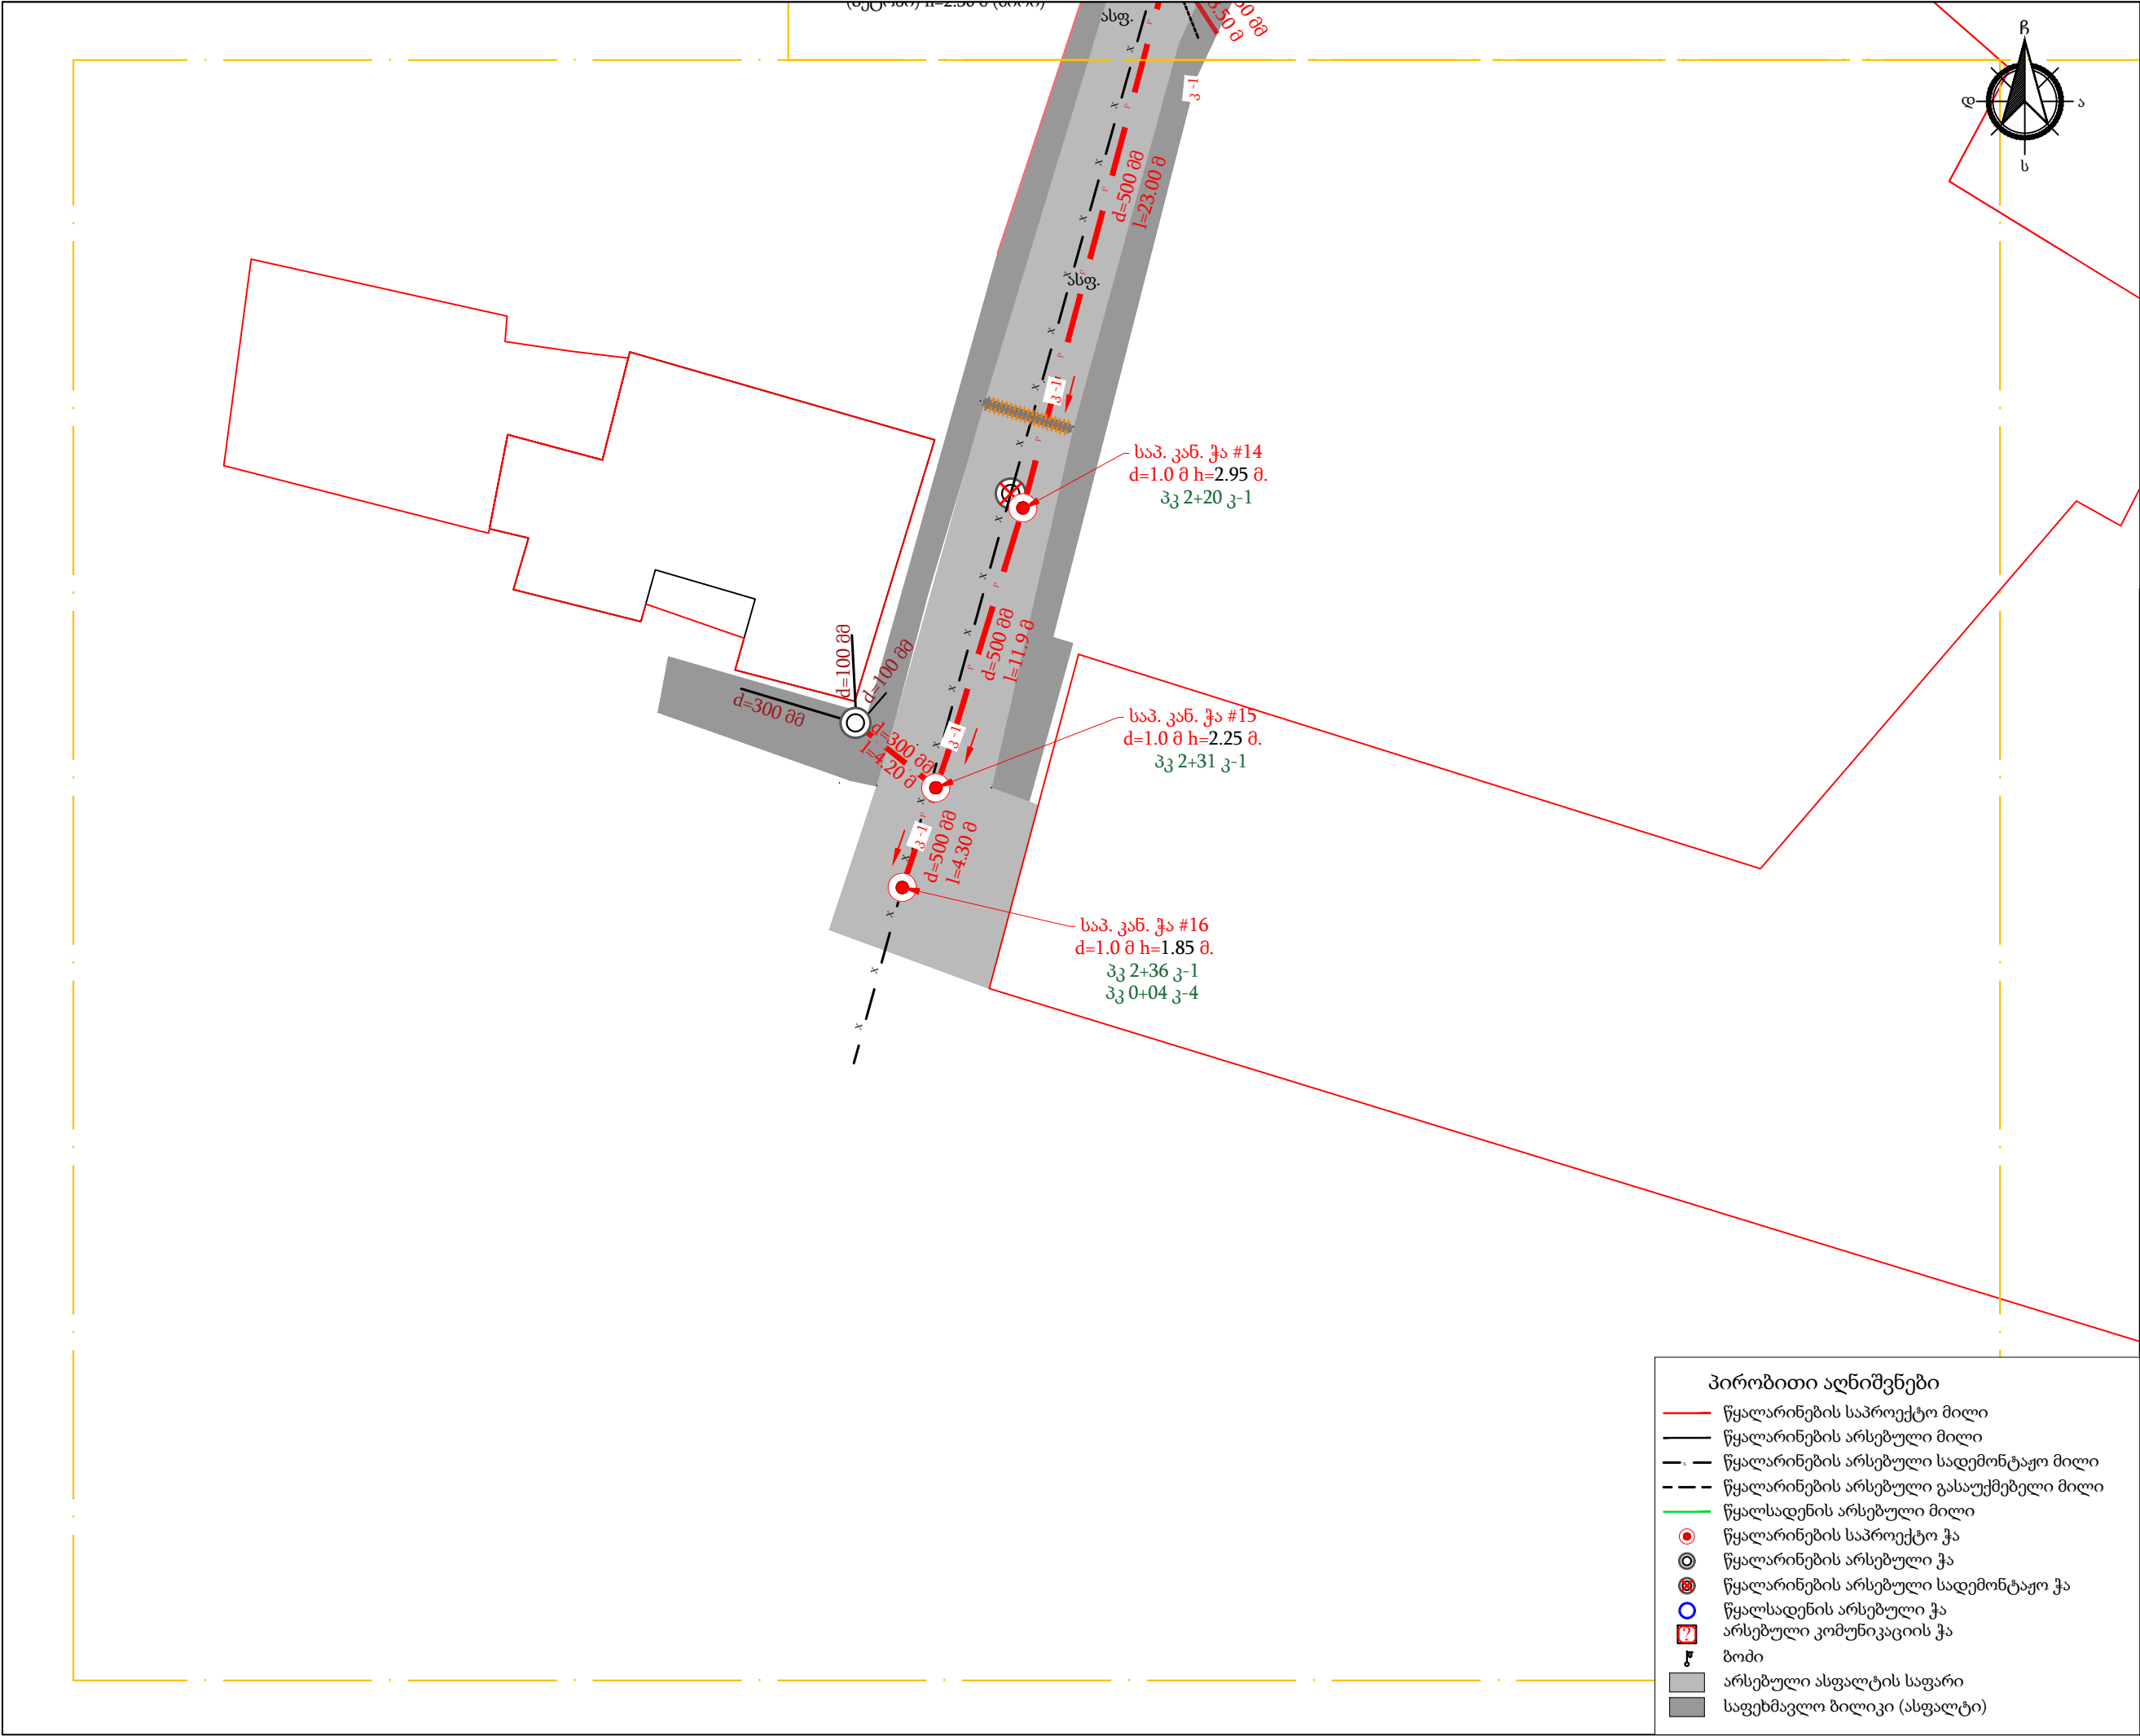 ასფ.
კ -1
ჩ
დ
ა
ს
d=500 მმ
l=23.00 მ
ასფ.
კ -1
საპ. კან. ჭა #14
d=1.0 მ h=2.95 მ.
პკ 2+20 კ-1
d=500 მმ
l=11.9 მ
d=100 მმ
d=100 მმ
d=300 მმ
d=300 მმ
l=4.20 მ
კ -1
საპ. კან. ჭა #15
d=1.0 მ h=2.25 მ.
პკ 2+31 კ-1
კ -1
d=500 მმ
l=4.30 მ
საპ. კან. ჭა #16
d=1.0 მ h=1.85 მ.
პკ 2+36 კ-1
პკ 0+04 კ-4
პირობითი აღნიშვნები
წყალარინების საპროექტო მილი
წყალარინების არსებული მილი
წყალარინების არსებული სადემონტაჟო მილი
წყალარინების არსებული გასაუქმებელი მილი
წყალსადენის არსებული მილი
წყალარინების საპროექტო ჭა
წყალარინების არსებული ჭა
წყალარინების არსებული სადემონტაჟო ჭა
წყალსადენის არსებული ჭა
არსებული კომუნიკაციის ჭა
ბოძი
არსებული ასფალტის საფარი
საფეხმავლო ბილიკი (ასფალტი)